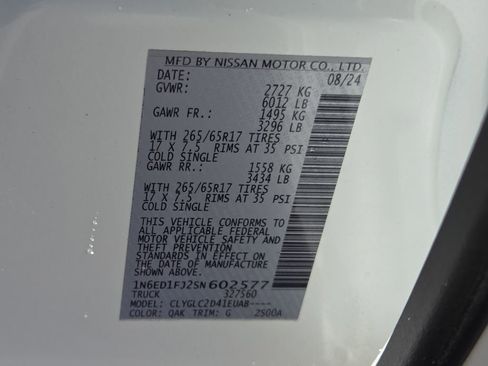 MFD BY NISSAN MOTOR CO., LTD.
DATE: 08/24
GVWR: 2727 KG
6012 LB
GAWR FR.: 1495 KG
3296 LB
WITH 265/65R17 TIRES
17 X 7.5 RIMS AT 35 PSI
COLD SINGLE
GAWR RR.: 1558 KG
3434 LB
WITH 265/65R17 TIRES
17 X 7.5 RIMS AT 35 PSI
COLD SINGLE
THIS VEHICLE CONFORMS TO
ALL APPLICABLE FEDERAL
MOTOR VEHICLE SAFETY AND
THEFT PREVENTION
STANDARDS IN EFFECT ON
THE DATE OF MANUFACTURE
SHOWN ABOVE.
1N6ED1FJ2SN602577
TRUCK 327560
MODEL: CLYGLC2D41EUAB----
COLOR: QAK TRIM: G 2S00A